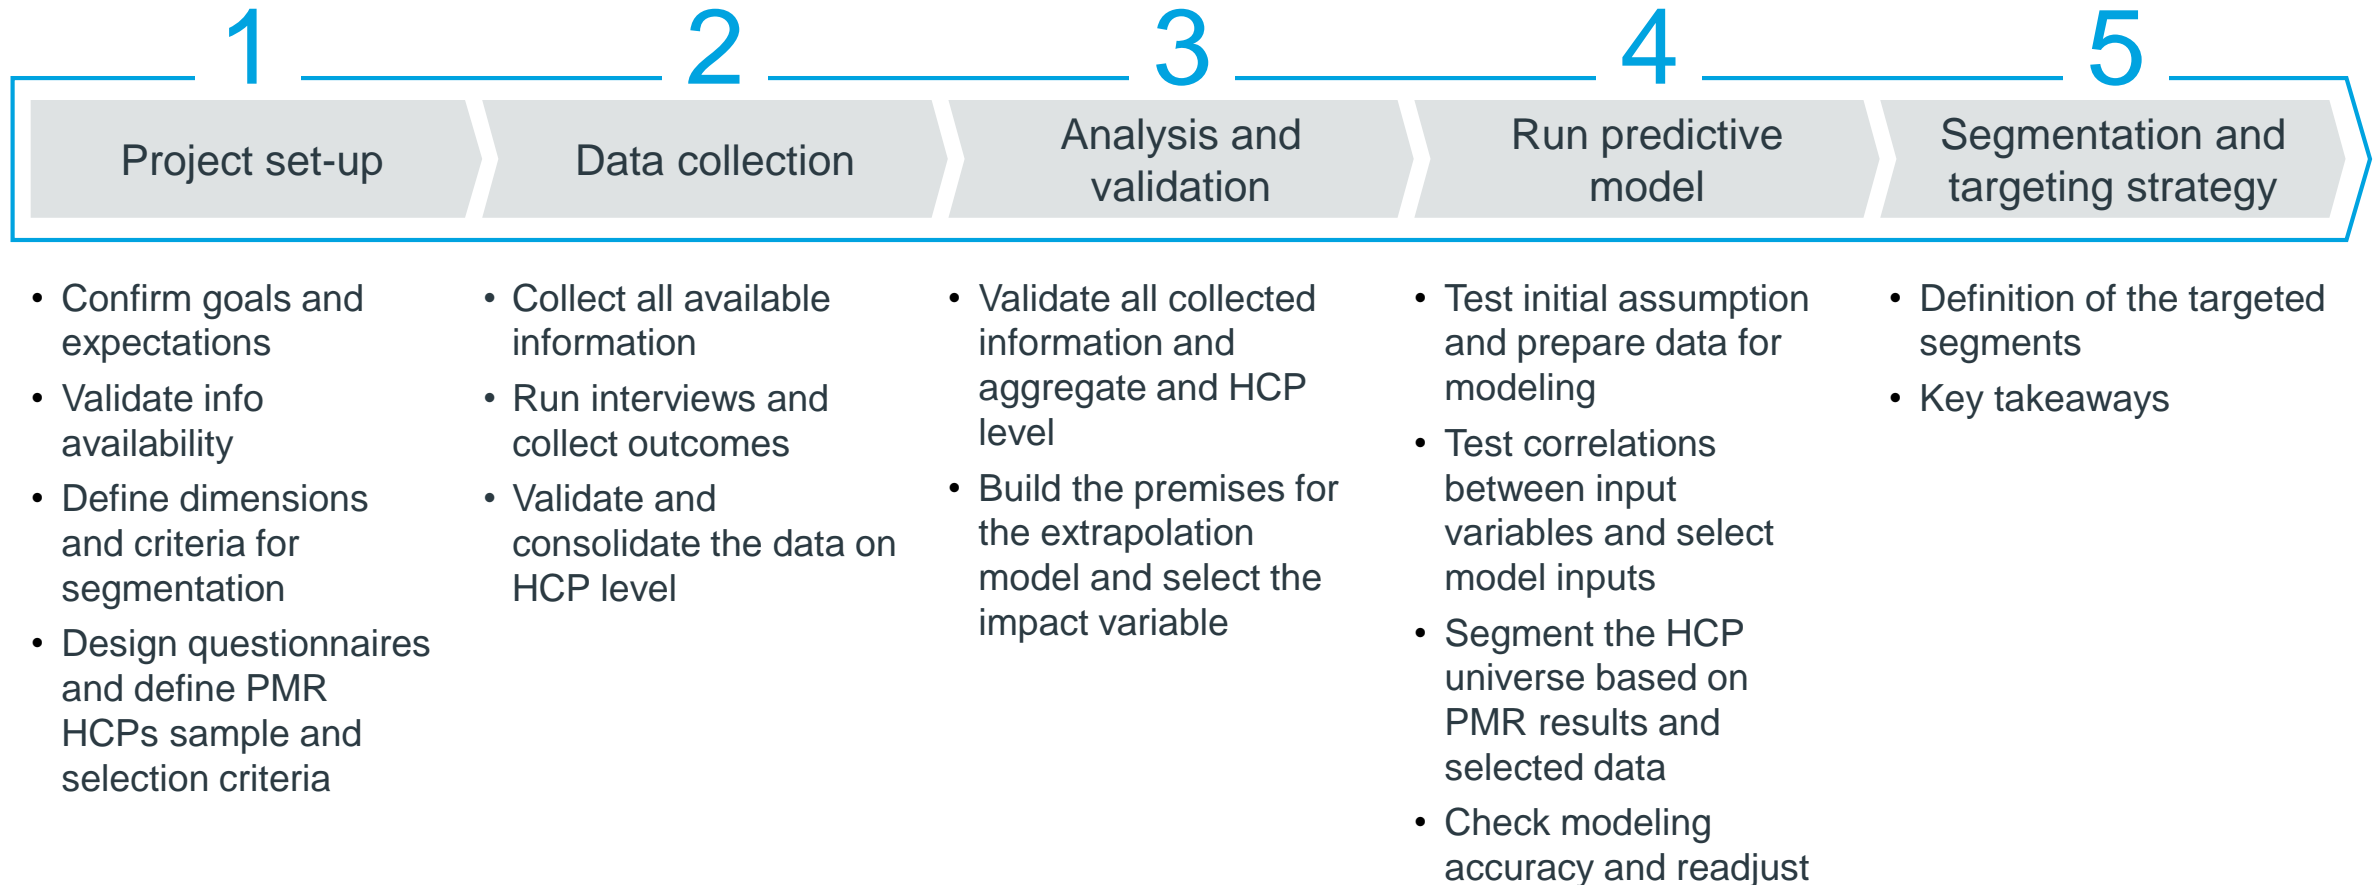 1
Project set-up
• Confirm goals and
expectations
• Validate info
availability
• Define dimensions
and criteria for
segmentation
• Design questionnaires
and define PMR
HCPs sample and
selection criteria
2
Data collection
• Collect all available
information
• Run interviews and
collect outcomes
• Validate and
consolidate the data on
HCP level
3
Analysis and
validation
• Validate all collected
information and
aggregate and HCP
level
• Build the premises for
the extrapolation
model and select the
impact variable
4
Run predictive
model
• Test initial assumption
and prepare data for
modeling
• Test correlations
between input
variables and select
model inputs
• Segment the HCP
universe based on
PMR results and
selected data
• Check modeling
accuracy and readjust
5
Segmentation and
targeting strategy
• Definition of the targeted
segments
• Key takeaways